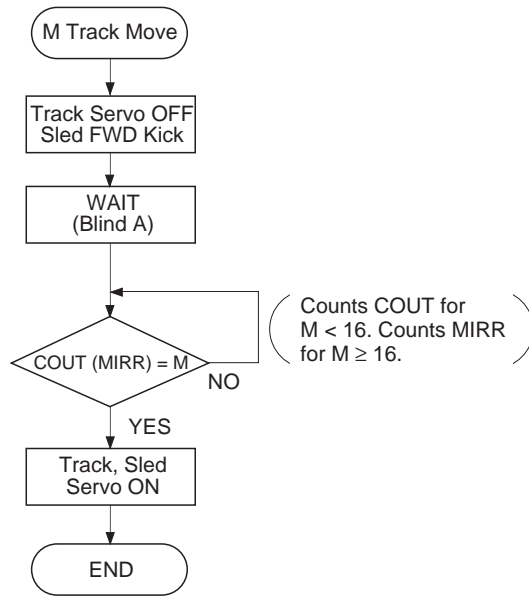 M Track Move
Track Servo OFF
Sled FWD Kick
WAIT
(Blind A)
Counts COUT for
M < 16. Counts MIRR
for M ≥ 16.
COUT (MIRR) = M
NO
YES
Track, Sled
Servo ON
END